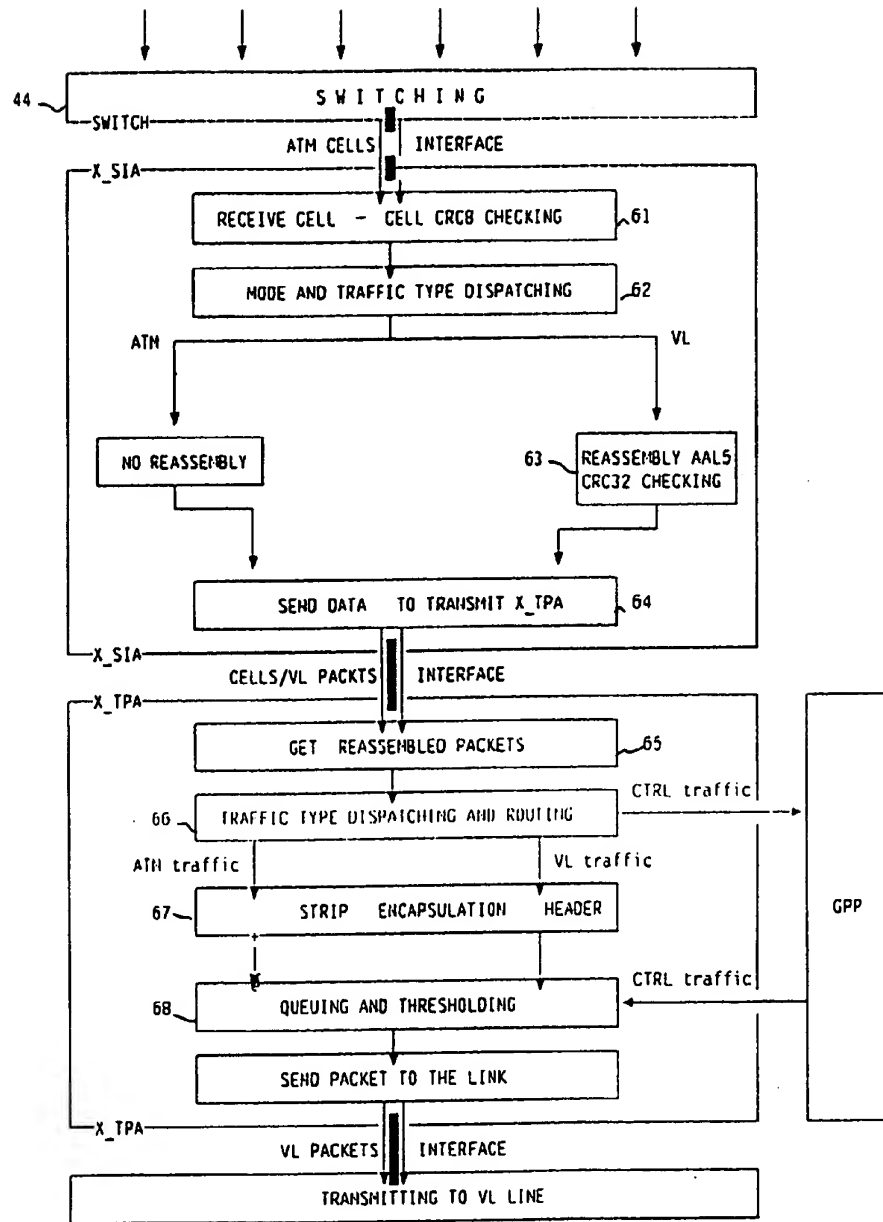 S W I T C H I N G
44
SWITCH
ATM CELLS INTERFACE
X_SIA
RECEIVE CELL - CELL CRC8 CHECKING
61
MODE AND TRAFFIC TYPE DISPATCHING
62
ATM
VL
NO REASSEMBLY
63
REASSEMBLY AAL5
CRC32 CHECKING
SEND DATA TO TRANSMIT X_TPA
64
X_SIA
CELLS/VL PACKTS INTERFACE
X_TPA
GET REASSEMBLED PACKETS
65
CTRL traffic
66
TRAFFIC TYPE DISPATCHING AND ROUTING
ATM traffic
VL traffic
67
STRIP ENCAPSULATION HEADER
GPP
CTRL traffic
68
QUEUING AND THRESHOLDING
SEND PACKET TO THE LINK
X_TPA
VL PACKETS INTERFACE
TRANSMITTING TO VL LINE